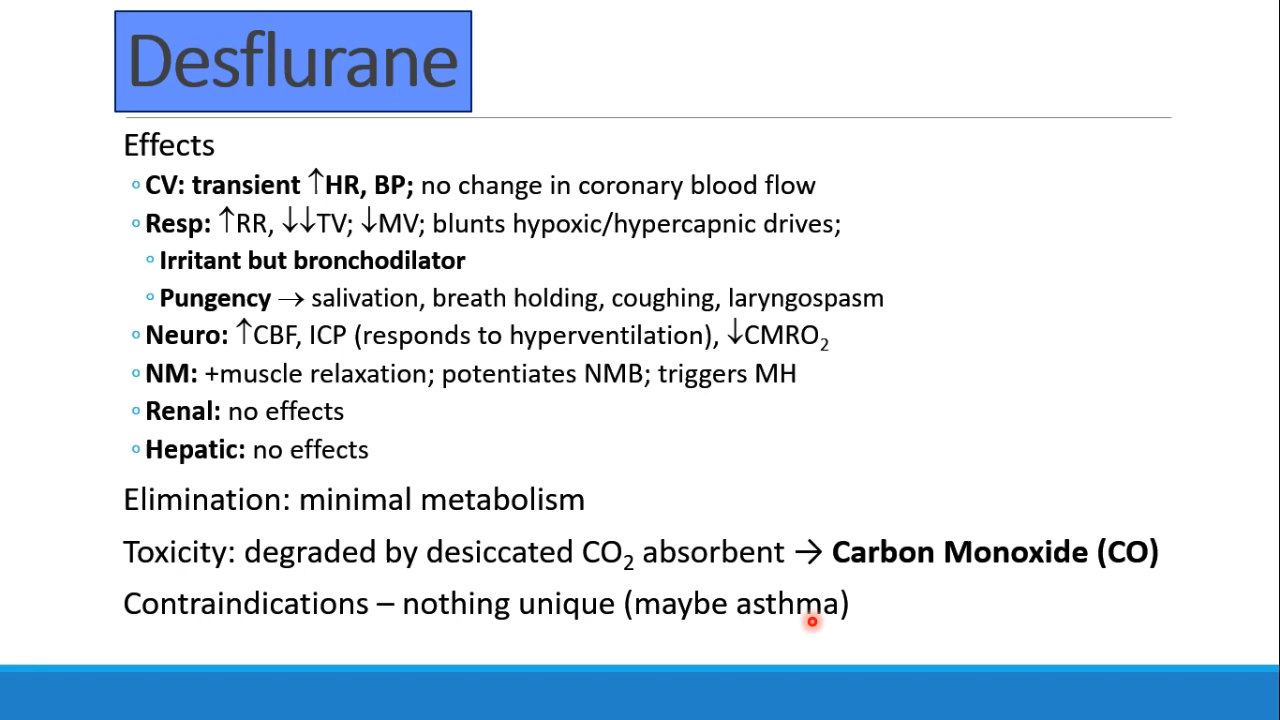 Desflurane
Effects
◦CV: transient ↑HR, BP; no change in coronary blood flow
◦Resp: ↑RR, ↓↓TV; ↓MV; blunts hypoxic/hypercapnic drives;
◦Irritant but bronchodilator
◦Pungency → salivation, breath holding, coughing, laryngospasm
◦Neuro: ↑CBF, ICP (responds to hyperventilation), ↓CMRO₂
◦NM: +muscle relaxation; potentiates NMB; triggers MH
◦Renal: no effects
◦Hepatic: no effects
Elimination: minimal metabolism
Toxicity: degraded by desiccated CO₂ absorbent → Carbon Monoxide (CO)
Contraindications – nothing unique (maybe asthma)